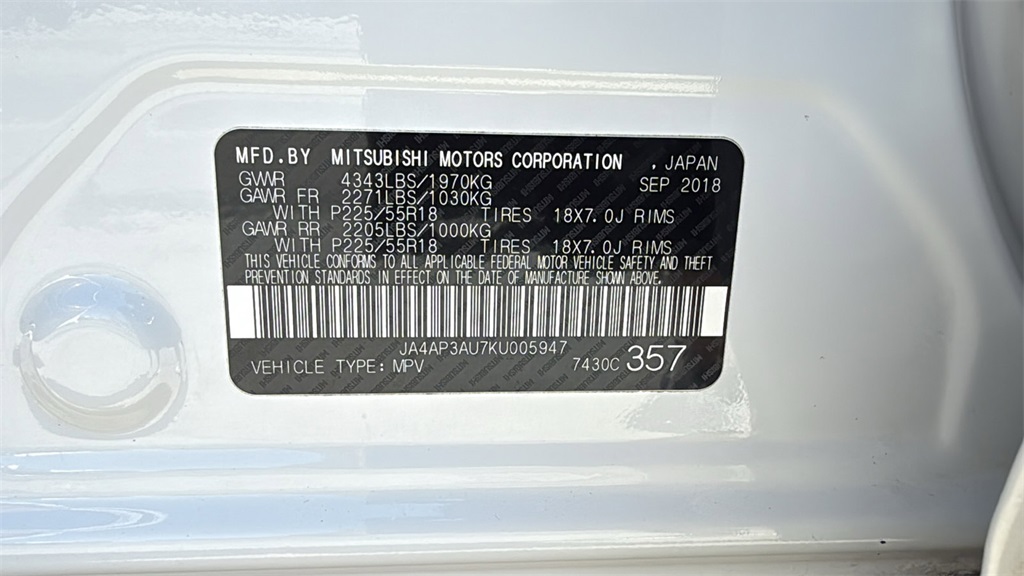 MFD.BY MITSUBISHI MOTORS CORPORATION . JAPAN
GVWR 4343LBS/1970KG SEP 2018
GAWR FR 2271LBS/1030KG
WITH P225/55R18 TIRES 18X7.0J RIMS
GAWR RR 2205LBS/1000KG
WITH P225/55R18 TIRES 18X7.0J RIMS
THIS VEHICLE CONFORMS TO ALL APPLICABLE FEDERAL MOTOR VEHICLE SAFETY AND THEFT
PREVENTION STANDARDS IN EFFECT ON THE DATE OF MANUFACTURE SHOWN ABOVE.
JA4AP3AU7KU005947
VEHICLE TYPE: MPV 7430C 357